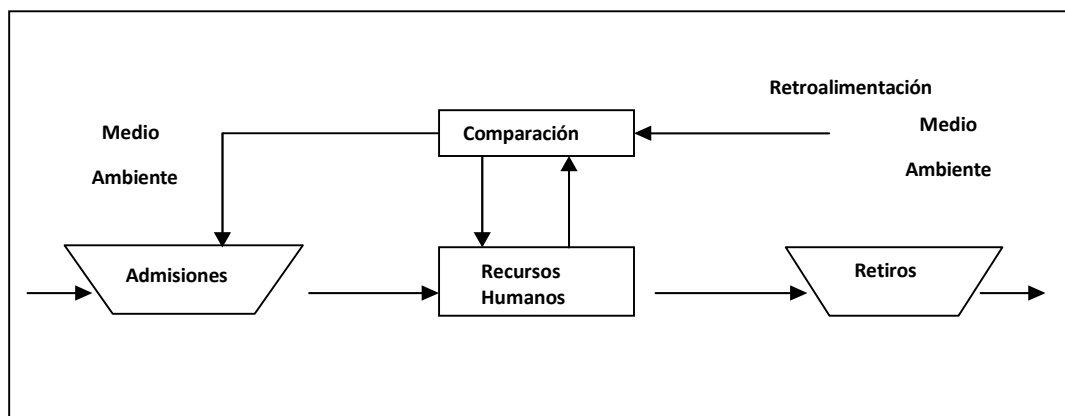 Retroalimentación
Medio
Ambiente
Comparación
Medio
Ambiente
Admisiones
Recursos
Humanos
Retiros